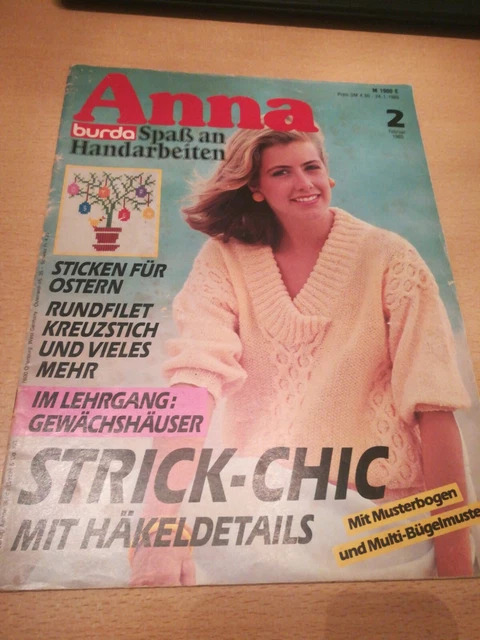 Anna
burda Spaß an
Handarbeiten
2
Februar
STICKEN FÜR
OSTERN
RUNDFILET
KREUZSTICH
UND VIELES
MEHR
IM LEHRGANG:
GEWÄCHSHÄUSER
STRICK-CHIC
MIT HÄKELDETAILS
Mit Musterbogen
und Multi-Bügelmuste